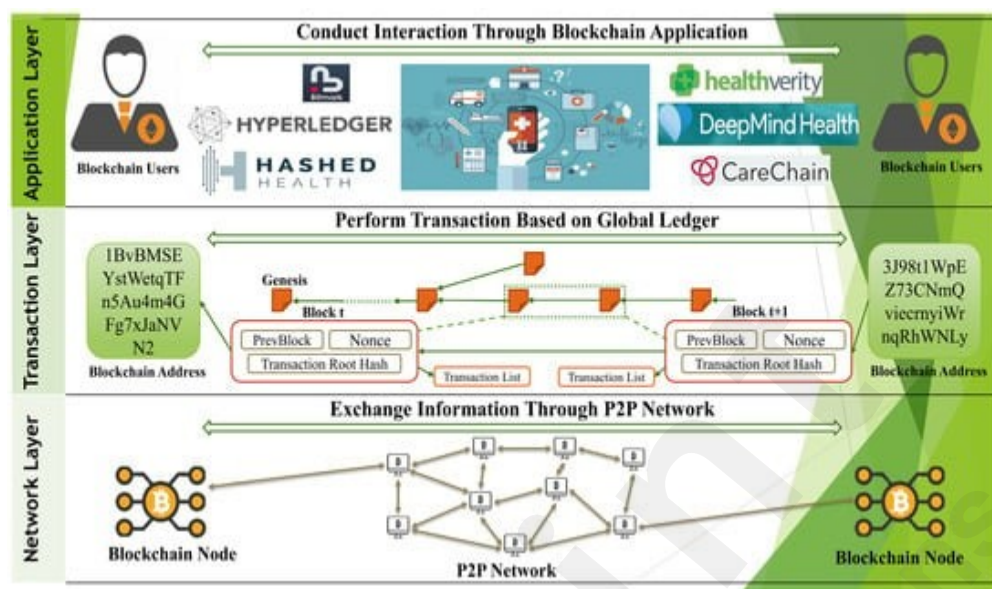 Application Layer
Conduct Interaction Through Blockchain Application
Blockchain Users
HYPERLEDGER
HASHED
HEALTH
healthverity
DeepMind Health
CareChain
Blockchain Users
Transaction Layer
Perform Transaction Based on Global Ledger
1BvBMSE
YstWetqTF
n5Au4m4G
Fg7xJaNV
N2
Blockchain Address
Genesis
Block t
PrevBlock
Nonce
Transaction Root Hash
Transaction List
Block t+1
PrevBlock
Nonce
Transaction Root Hash
Transaction List
3J98t1WpE
Z73CNmQ
viecrnyiWr
nqRhWNLy
Blockchain Address
Network Layer
Exchange Information Through P2P Network
Blockchain Node
P2P Network
Blockchain Node